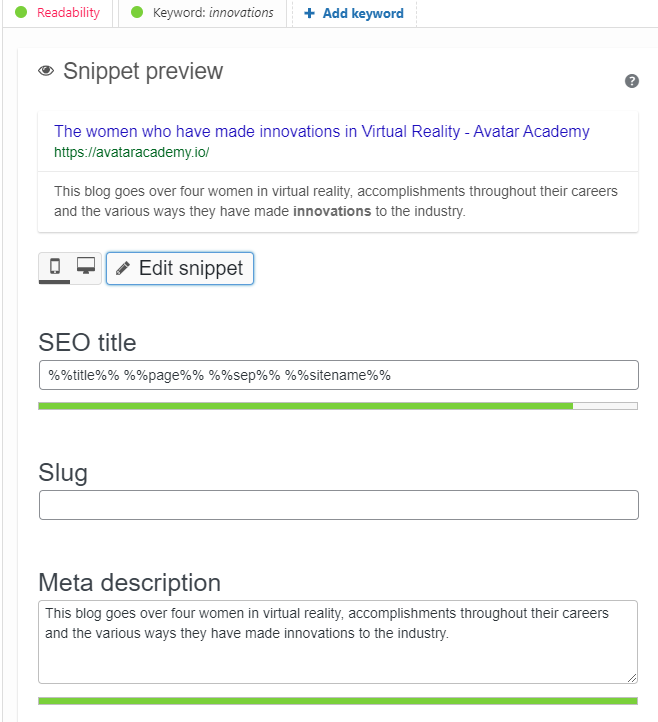 Readability
Keyword: innovations
+ Add keyword
Snippet preview
?
The women who have made innovations in Virtual Reality - Avatar Academy
https://avataracademy.io/
This blog goes over four women in virtual reality, accomplishments throughout their careers
and the various ways they have made innovations to the industry.
Edit snippet
SEO title
%%title%% %%page%% %%sep%% %%sitename%%
Slug
Meta description
This blog goes over four women in virtual reality, accomplishments throughout their careers
and the various ways they have made innovations to the industry.